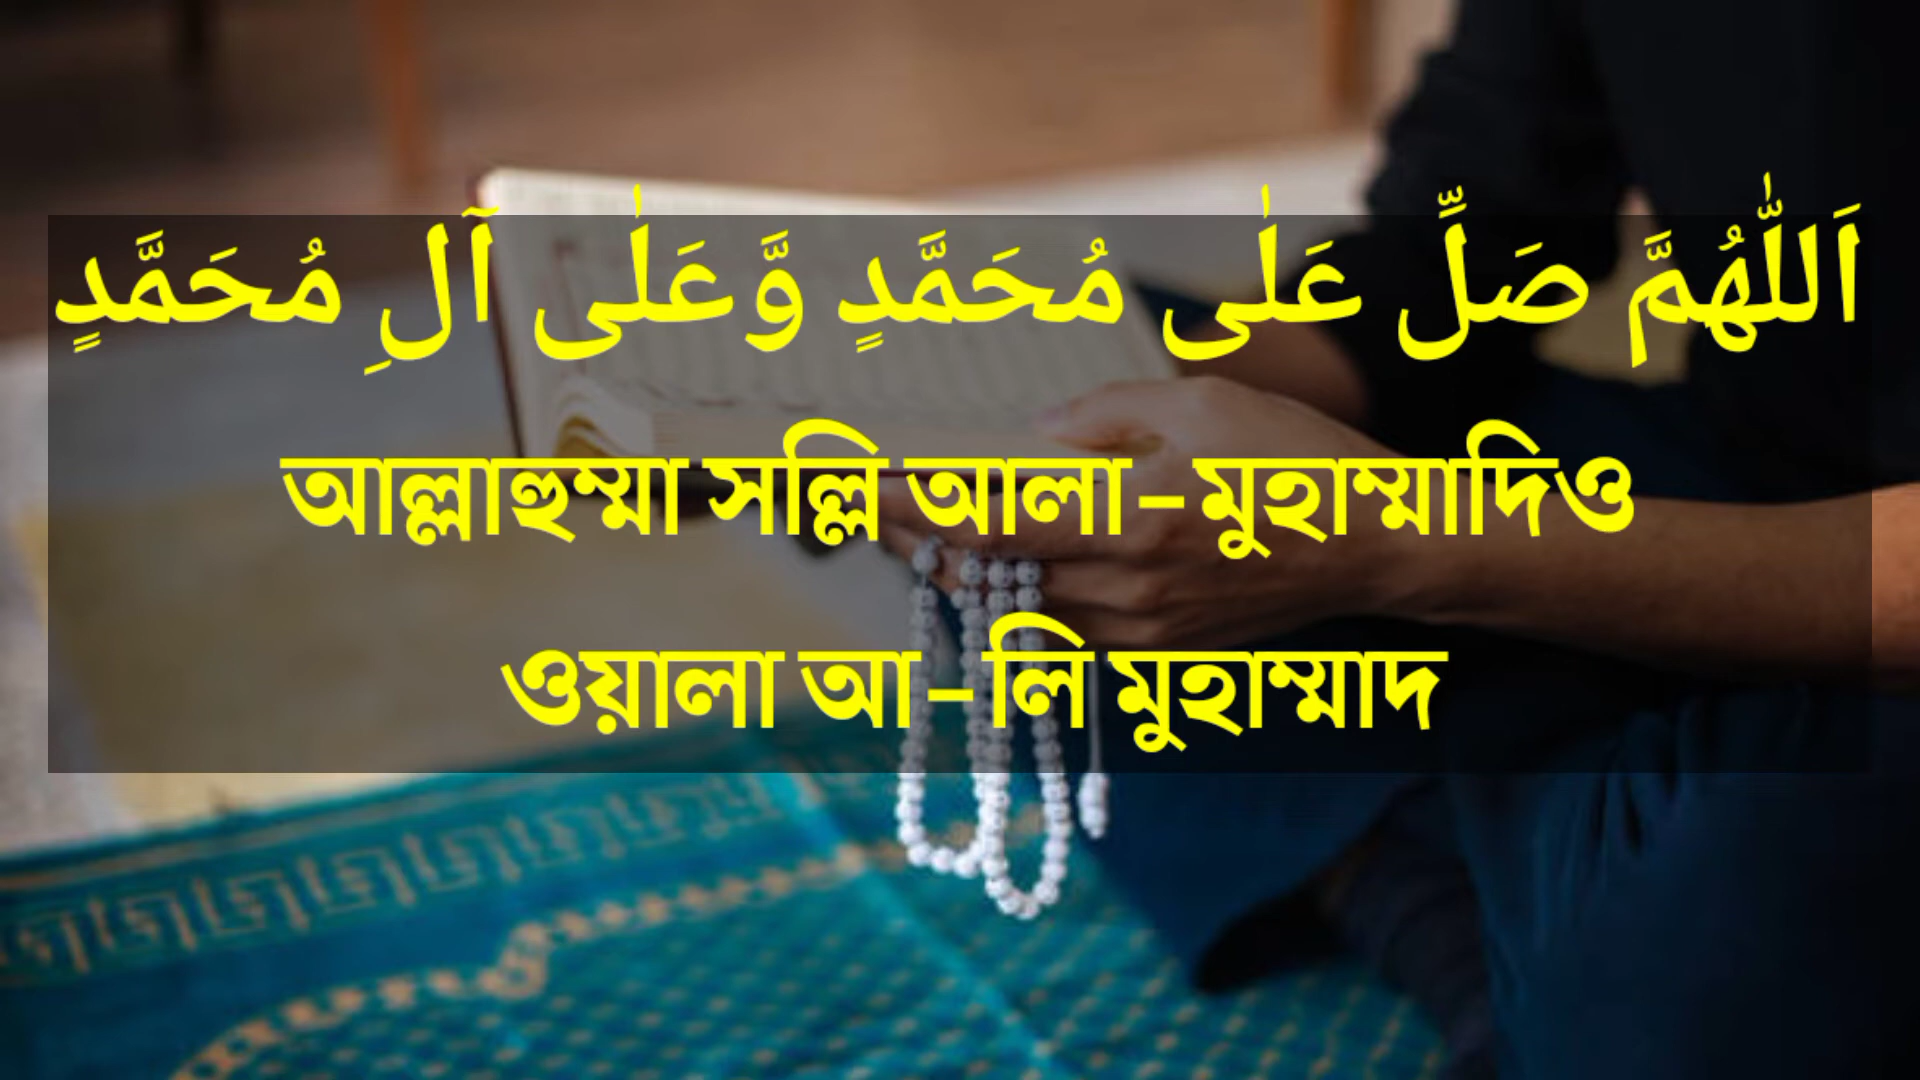 اَللّٰهُمَّ صَلِّ عَلٰى مُحَمَّدٍ وَّعَلٰى آلِ مُحَمَّدٍ
আল্লাহুম্মা সল্লি আলা-মুহাম্মাদিও
ওয়ালা আ-লি মুহাম্মাদ